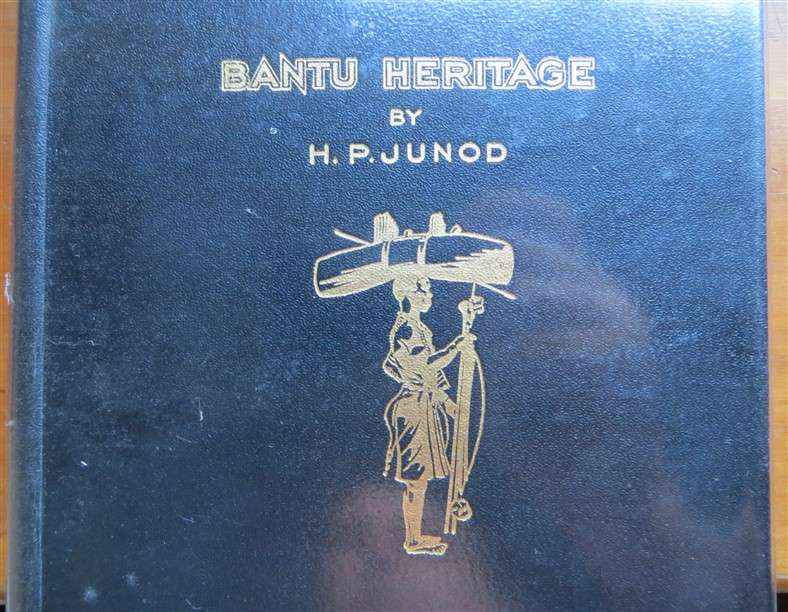 BANTU HERITAGE
BY
H. P. JUNOD